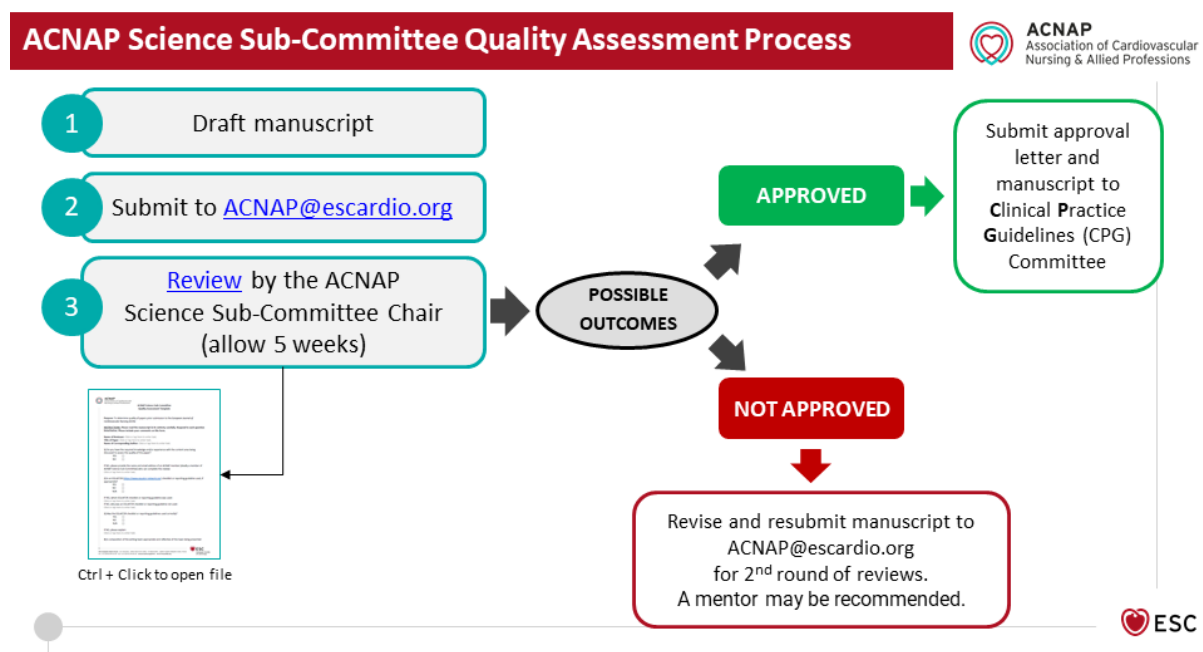 ACNAP Science Sub-Committee Quality Assessment Process
ACNAP
Association of Cardiovascular
Nursing & Allied Professions
1
Draft manuscript
2
Submit to ACNAP@escardio.org
3
Review by the ACNAP
Science Sub-Committee Chair
(allow 5 weeks)
Ctrl + Click to open file
POSSIBLE
OUTCOMES
APPROVED
Submit approval
letter and
manuscript to
Clinical Practice
Guidelines (CPG)
Committee
NOT APPROVED
Revise and resubmit manuscript to
ACNAP@escardio.org
for 2nd round of reviews.
A mentor may be recommended.
ESC